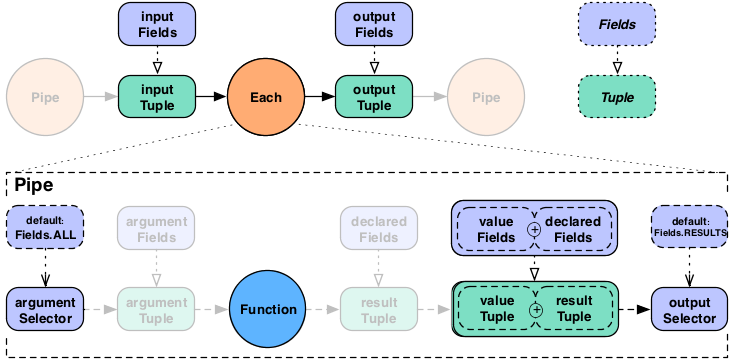 input
Fields
output
Fields
Fields
Pipe
input
Tuple
Each
output
Tuple
Pipe
Tuple
Pipe
default:
Fields.ALL
argument
Fields
declared
Fields
value
Fields
+
declared
Fields
default:
Fields.RESULTS
argument
Selector
argument
Tuple
Function
result
Tuple
value
Tuple
+
result
Tuple
output
Selector